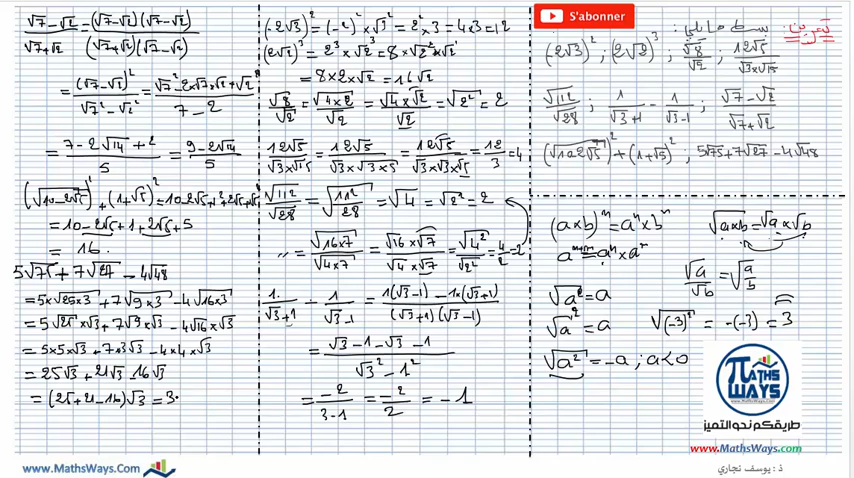 S'abonner
تمرين: بسط مايلي:
(2√3)² ; (2√2)³ ; √8/√2 ; 12√5/(√3×√15)
√112/√28 ; 1/(√3+1) - 1/(√3-1) ; (√7-√2)/(√7+√2)
(√(10-2√5))² + (1+√5)² ; 5√75+7√27-4√48
(√7-√2)/(√7+√2) = (√7-√2)(√7-√2)/((√7+√2)(√7-√2))
= (√7-√2)²/(√7²-√2²) = (√7²-2×√7×√2+√2²)/(7-2)
= (7-2√14+2)/5 = (9-2√14)/5
(√(10-2√5))² + (1+√5)² = 10-2√5+1²+2√5+√5²
= 10-2√5+1+2√5+5
= 16
5√75 + 7√27 - 4√48
= 5×√(25×3) + 7√(9×3) - 4√(16×3)
= 5√25×√3 + 7√9×√3 - 4√16×√3
= 5×5×√3 + 7×3√3 - 4×4×√3
= 25√3 + 21√3 - 16√3
= (25+21-16)√3 = 3
(-2√3)² = (-2)²×√3² = 2²×3 = 4×3 = 12
(2√2)³ = 2³×√2³ = 8×√2²×√2
= 8×2×√2 = 16√2
√8/√2 = √(4×2)/√2 = √4×√2/√2 = √2² = 2
12√5/(√3×√15) = 12√5/(√3×√3×5) = 12√5/(√3×√3×√5) = 12/3 = 4
√112/√28 = √(112/28) = √4 = √2² = 2
= √(16×7)/√(4×7) = √16×√7/(√4×√7) = √4²/√2² = 4/2 = 2
1/(√3+1) - 1/(√3-1) = (1(√3-1) - 1×(√3+1))/((√3+1)(√3-1))
= (√3-1-√3-1)/(√3²-1²)
= -2/(3-1) = -2/2 = -1
(a×b)ⁿ = aⁿ×bⁿ
√(a×b) = √a×√b
aᵐ⁺ⁿ = aⁿ×aᵐ
√a/√b = √(a/b)
√a² = a
√a² = a
√(-3)² = -(-3) = 3
√a² = -a ; a<0
MATHS
WAYS
طريقكم نحو التميز
www.MathsWays.com
ذ : يوسف نجاري
www.MathsWays.Com